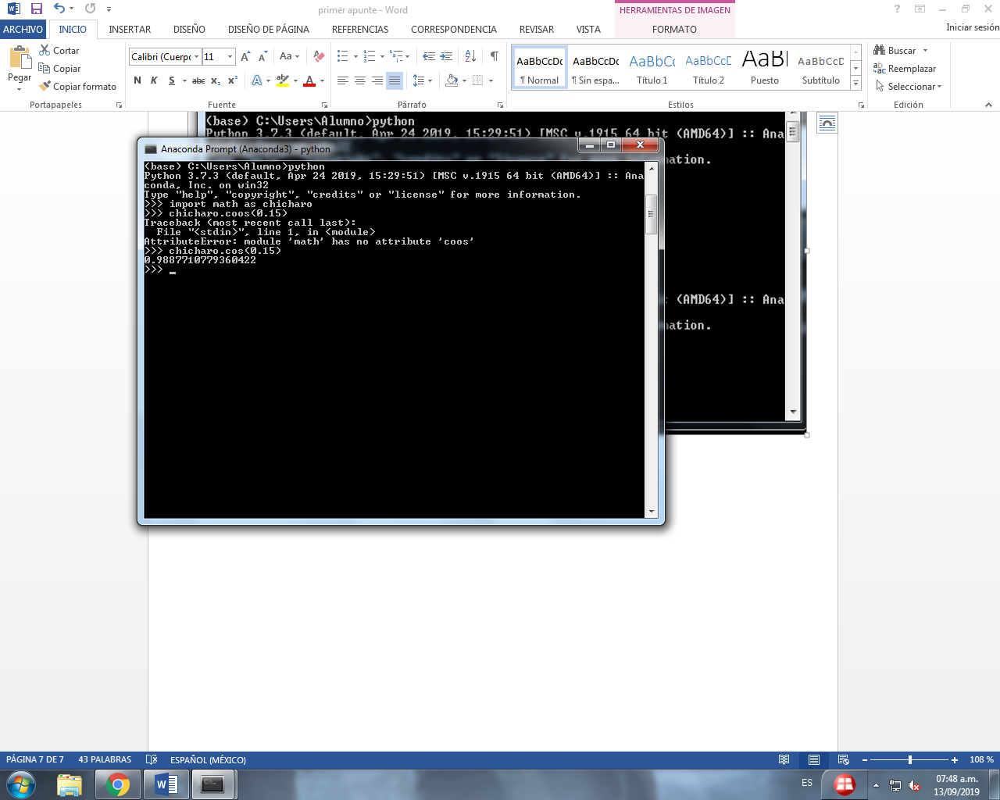 primer apunte - Word
HERRAMIENTAS DE IMAGEN
ARCHIVO INICIO INSERTAR DISEÑO DISEÑO DE PÁGINA REFERENCIAS CORRESPONDENCIA REVISAR VISTA FORMATO Iniciar sesión
Pegar
Cortar
Copiar
Copiar formato
Portapapeles
Calibri (Cuerpo 11
N K S abc
Fuente
Párrafo
AaBbCcDc AaBbCcDc AaBbCc AaBbCcD AaBl AaBbCcD
¶ Normal ¶ Sin espa... Título 1 Título 2 Puesto Subtítulo
Estilos
Buscar
Reemplazar
Seleccionar
Edición
(base) C:\Users\Alumno>python
Python 3.7.3 (default, Apr 24 2019, 15:29:51) [MSC v.1915 64 bit (AMD64)] :: Ana
mation.
t (AMD64)] :: Ana
mation.
Anaconda Prompt (Anaconda3) - python
(base) C:\Users\Alumno>python
Python 3.7.3 (default, Apr 24 2019, 15:29:51) [MSC v.1915 64 bit (AMD64)] :: Ana
conda, Inc. on win32
Type "help", "copyright", "credits" or "license" for more information.
>>> import math as chicharo
>>> chicharo.coos(0.15)
Traceback (most recent call last):
File "<stdin>", line 1, in <module>
AttributeError: module 'math' has no attribute 'coos'
>>> chicharo.cos(0.15)
0.9887710779360422
>>> _
PÁGINA 7 DE 7 43 PALABRAS ESPAÑOL (MÉXICO) 108 %
ES
07:48 a.m.
13/09/2019